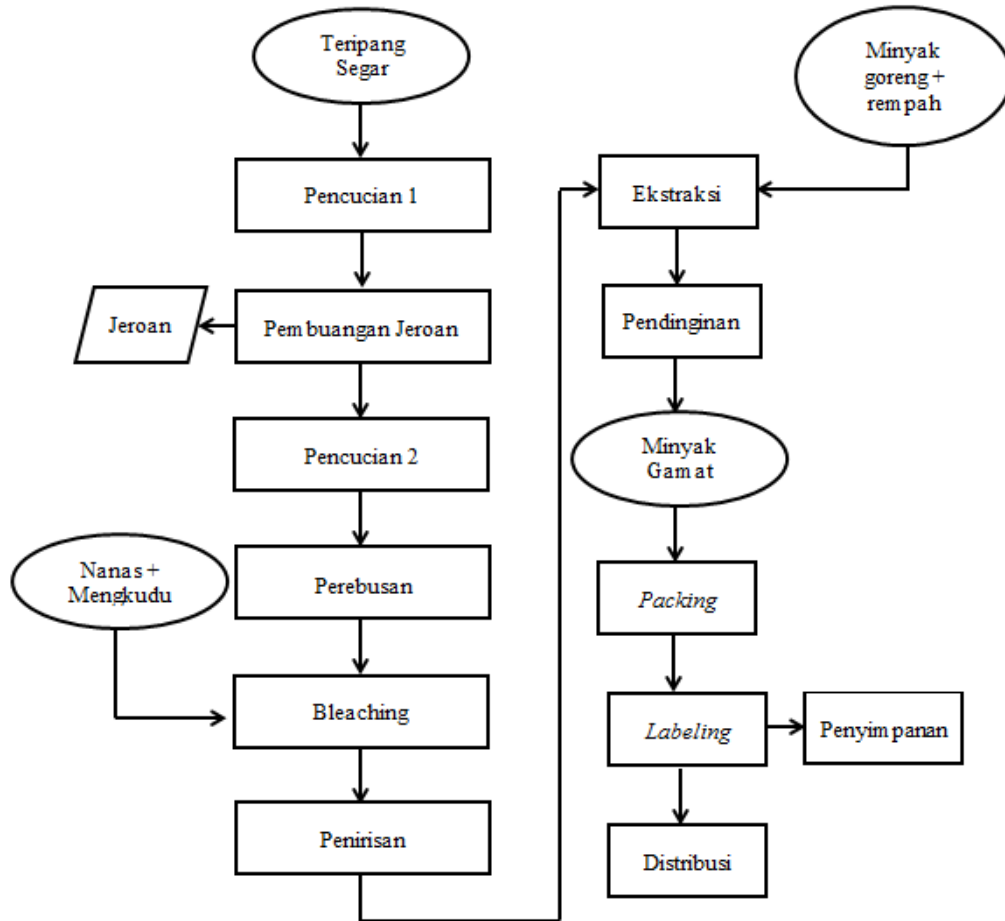 Teripang
Segar
Pencucian 1
Jeroan
Pembuangan Jeroan
Pencucian 2
Nanas +
Mengkudu
Perebusan
Bleaching
Penirisan
Minyak
goreng +
rempah
Ekstraksi
Pendinginan
Minyak
Gamat
Packing
Labeling
Penyimpanan
Distribusi